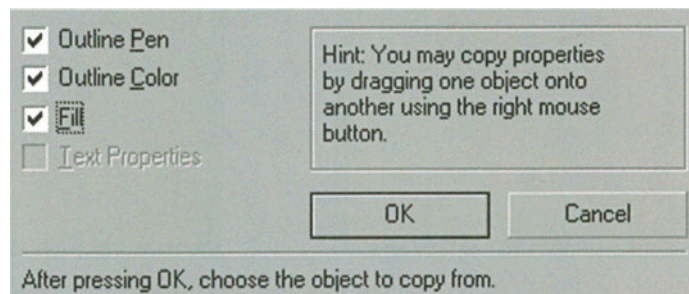 Outline Pen
Outline Color
Fill
Text Properties
Hint: You may copy properties
by dragging one object onto
another using the right mouse
button.
OK
Cancel
After pressing OK, choose the object to copy from.